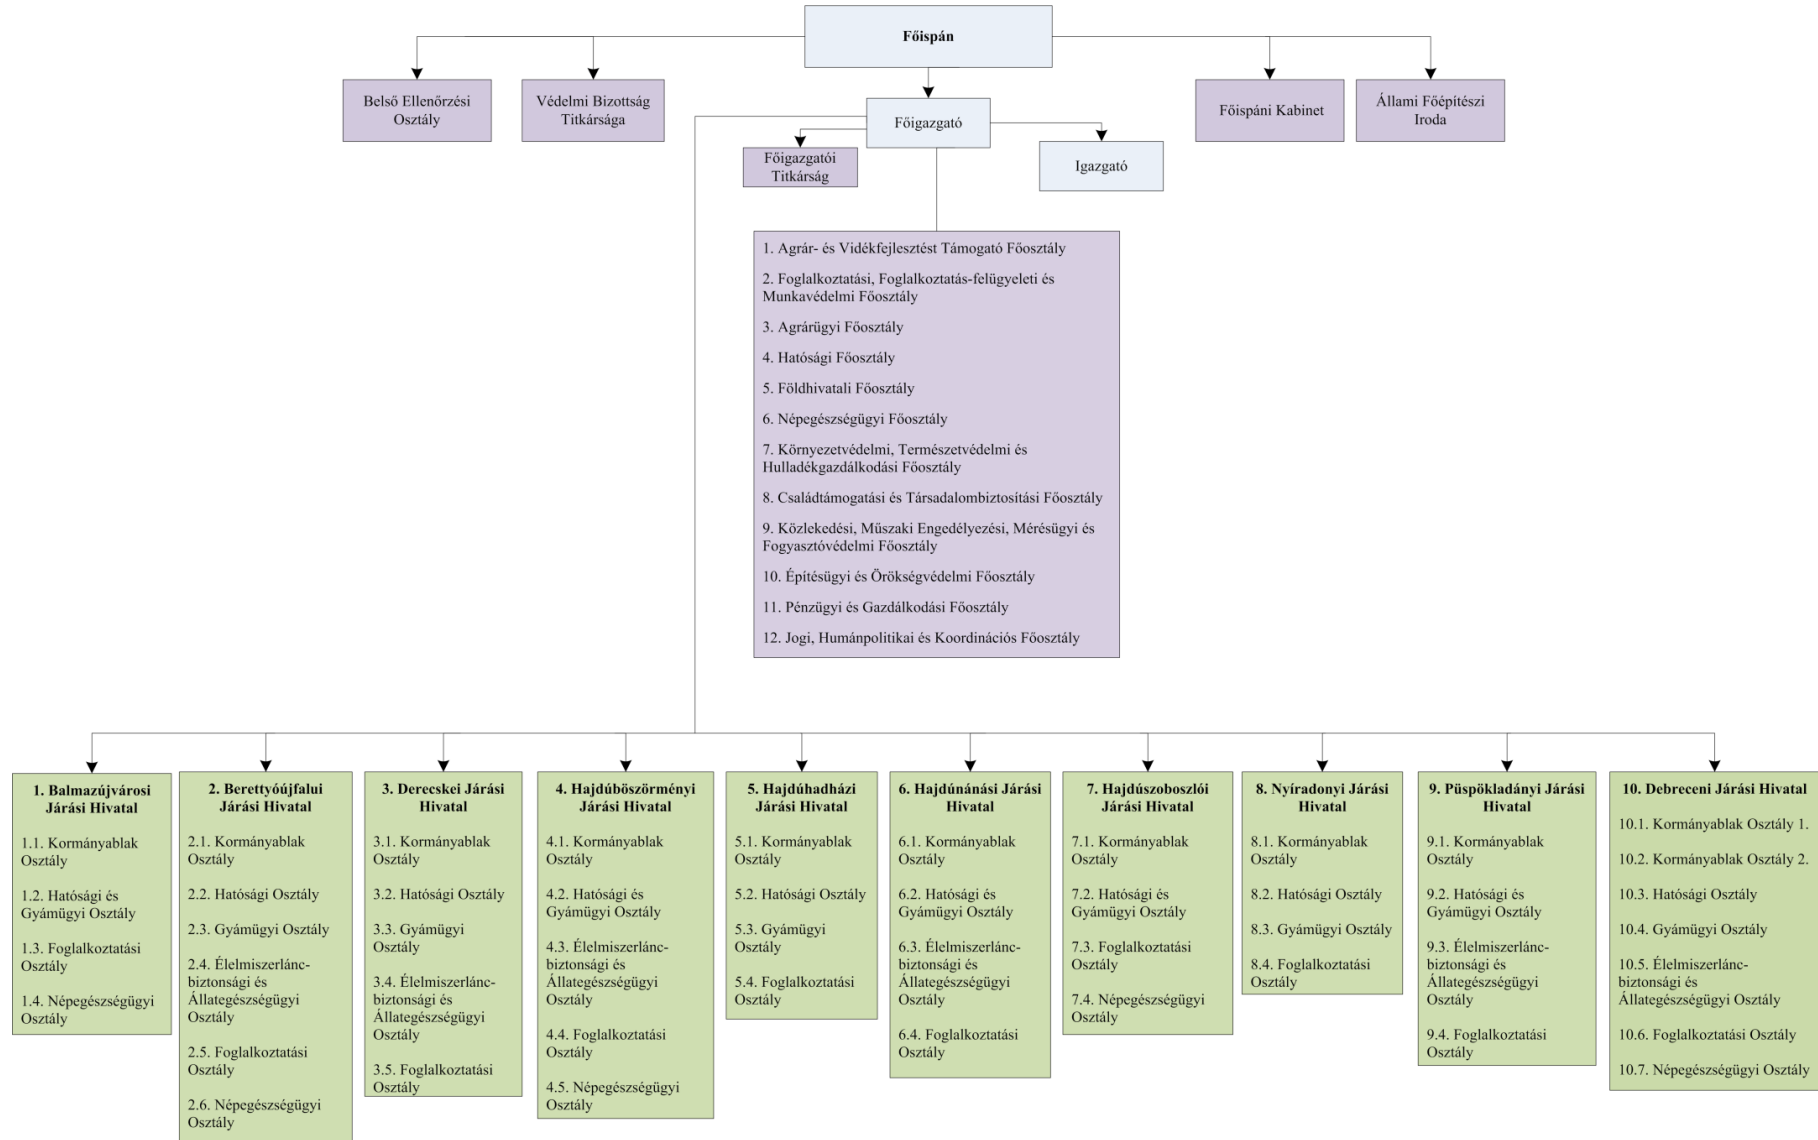 Főispán
Belső Ellenőrzési
Osztály
Védelmi Bizottság
Titkársága
Főispáni Kabinet
Állami Főépítészi
Iroda
Főigazgató
Főigazgatói
Titkárság
Igazgató
1. Agrár- és Vidékfejlesztést Támogató Főosztály
2. Foglalkoztatási, Foglalkoztatás-felügyeleti és
Munkavédelmi Főosztály
3. Agrárügyi Főosztály
4. Hatósági Főosztály
5. Földhivatali Főosztály
6. Népegészségügyi Főosztály
7. Környezetvédelmi, Természetvédelmi és
Hulladékgazdálkodási Főosztály
8. Családtámogatási és Társadalombiztosítási Főosztály
9. Közlekedési, Műszaki Engedélyezési, Mérésügyi és
Fogyasztóvédelmi Főosztály
10. Építésügyi és Örökségvédelmi Főosztály
11. Pénzügyi és Gazdálkodási Főosztály
12. Jogi, Humánpolitikai és Koordinációs Főosztály
1. Balmazújvárosi
Járási Hivatal
1.1. Kormányablak
Osztály
1.2. Hatósági és
Gyámügyi Osztály
1.3. Foglalkoztatási
Osztály
1.4. Népegészségügyi
Osztály
2. Berettyóújfalui
Járási Hivatal
2.1. Kormányablak
Osztály
2.2. Hatósági Osztály
2.3. Gyámügyi Osztály
2.4. Élelmiszerlánc-
biztonsági és
Állategészségügyi
Osztály
2.5. Foglalkoztatási
Osztály
2.6. Népegészségügyi
Osztály
3. Derecskei Járási
Hivatal
3.1. Kormányablak
Osztály
3.2. Hatósági Osztály
3.3. Gyámügyi
Osztály
3.4. Élelmiszerlánc-
biztonsági és
Állategészségügyi
Osztály
3.5. Foglalkoztatási
Osztály
4. Hajdúböszörményi
Járási Hivatal
4.1. Kormányablak
Osztály
4.2. Hatósági és
Gyámügyi Osztály
4.3. Élelmiszerlánc-
biztonsági és
Állategészségügyi
Osztály
4.4. Foglalkoztatási
Osztály
4.5. Népegészségügyi
Osztály
5. Hajdúhadházi
Járási Hivatal
5.1. Kormányablak
Osztály
5.2. Hatósági Osztály
5.3. Gyámügyi
Osztály
5.4. Foglalkoztatási
Osztály
6. Hajdúnánási Járási
Hivatal
6.1. Kormányablak
Osztály
6.2. Hatósági és
Gyámügyi Osztály
6.3. Élelmiszerlánc-
biztonsági és
Állategészségügyi
Osztály
6.4. Foglalkoztatási
Osztály
7. Hajdúszoboszlói
Járási Hivatal
7.1. Kormányablak
Osztály
7.2. Hatósági és
Gyámügyi Osztály
7.3. Foglalkoztatási
Osztály
7.4. Népegészségügyi
Osztály
8. Nyíradonyi Járási
Hivatal
8.1. Kormányablak
Osztály
8.2. Hatósági Osztály
8.3. Gyámügyi Osztály
8.4. Foglalkoztatási
Osztály
9. Püspökladányi Járási
Hivatal
9.1. Kormányablak
Osztály
9.2. Hatósági és
Gyámügyi Osztály
9.3. Élelmiszerlánc-
biztonsági és
Állategészségügyi
Osztály
9.4. Foglalkoztatási
Osztály
10. Debreceni Járási Hivatal
10.1. Kormányablak Osztály 1.
10.2. Kormányablak Osztály 2.
10.3. Hatósági Osztály
10.4. Gyámügyi Osztály
10.5. Élelmiszerlánc-
biztonsági és
Állategészségügyi Osztály
10.6. Foglalkoztatási Osztály
10.7. Népegészségügyi Osztály